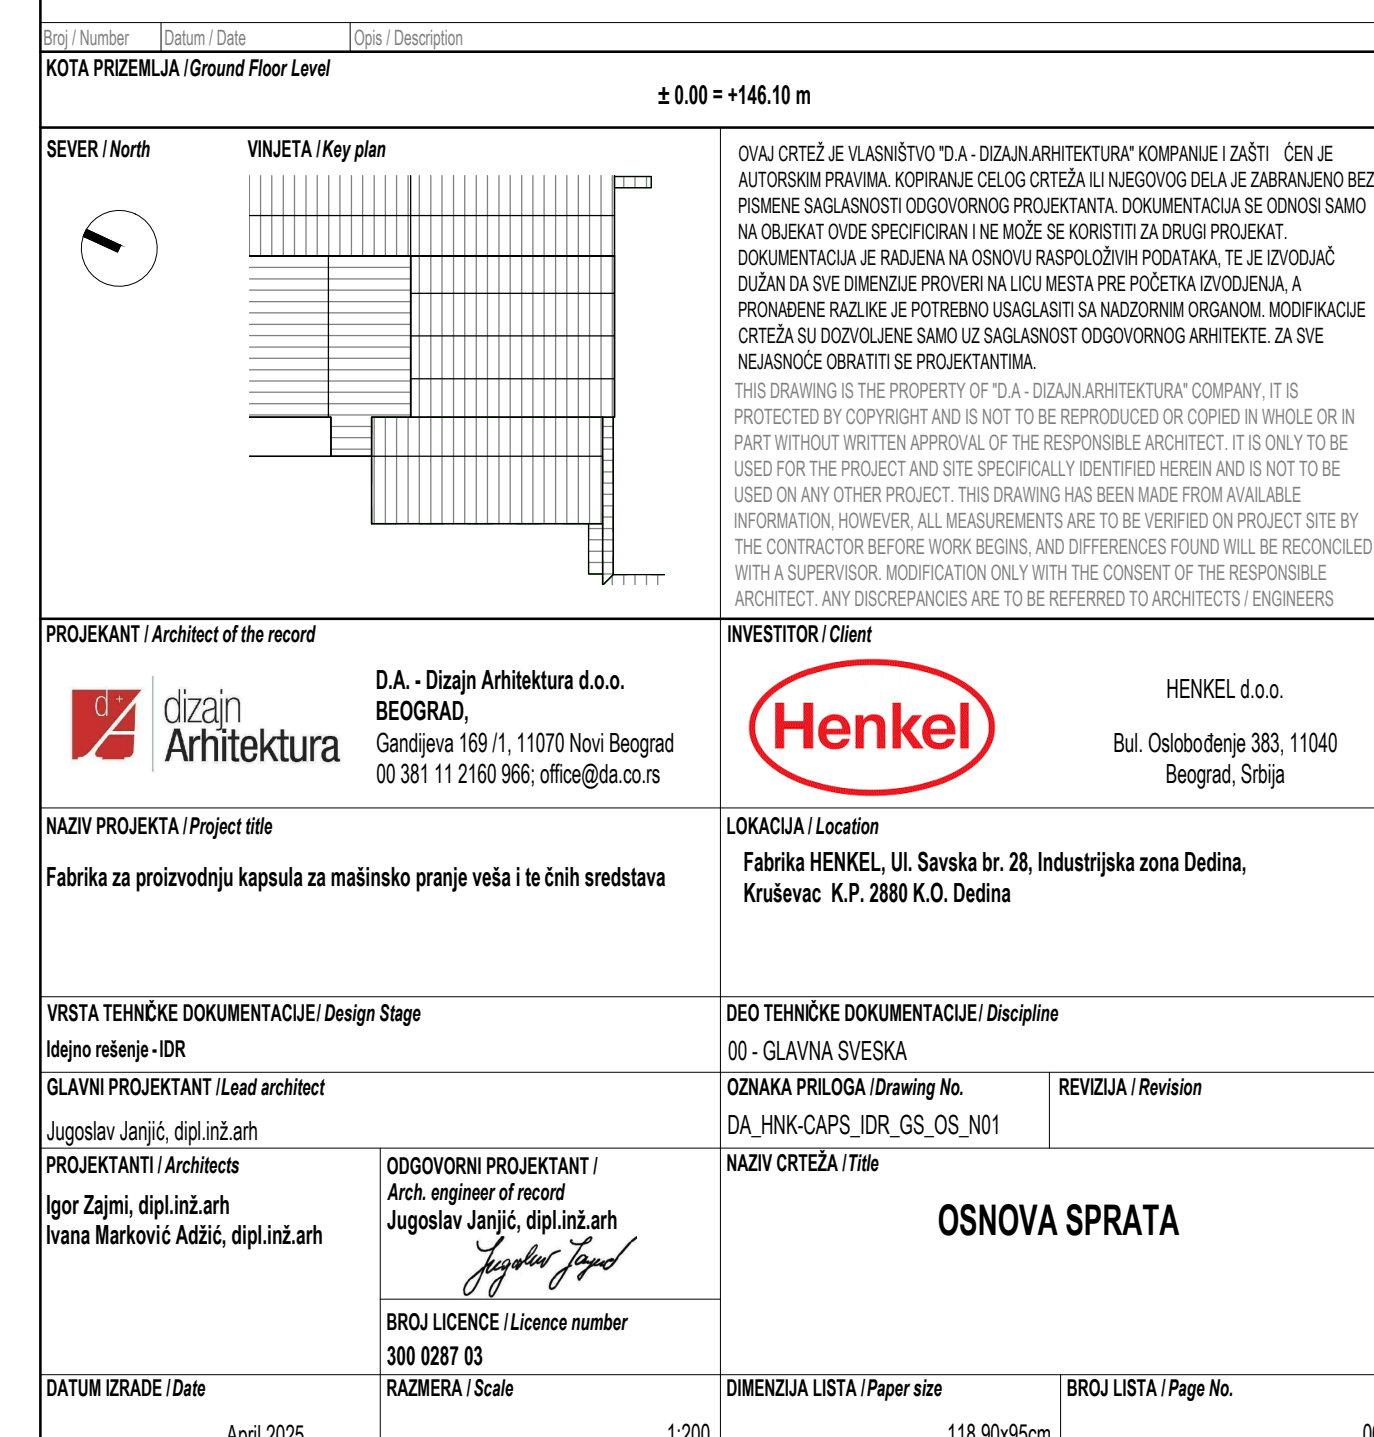 Broj / Number Datum / Date Opis / Description
KOTA PRIZEMLJA / Ground Floor Level
± 0.00 = +146.10 m
SEVER / North VINJETA / Key plan
OVAJ CRTEŽ JE VLASNIŠTVO "D.A - DIZAJN.ARHITEKTURA" KOMPANIJE I ZAŠTI ĆEN JE
AUTORSKIM PRAVIMA. KOPIRANJE CELOG CRTEŽA ILI NJEGOVOG DELA JE ZABRANJENO BEZ
PISMENE SAGLASNOSTI ODGOVORNOG PROJEKTANTA. DOKUMENTACIJA SE ODNOSI SAMO
NA OBJEKAT OVDE SPECIFICIRAN I NE MOŽE SE KORISTITI ZA DRUGI PROJEKAT.
DOKUMENTACIJA JE RADJENA NA OSNOVU RASPOLOŽIVIH PODATAKA, TE JE IZVODJAČ
DUŽAN DA SVE DIMENZIJE PROVERI NA LICU MESTA PRE POČETKA IZVODJENJA, A
PRONAĐENE RAZLIKE JE POTREBNO USAGLASITI SA NADZORNIM ORGANOM. MODIFIKACIJE
CRTEŽA SU DOZVOLJENE SAMO UZ SAGLASNOST ODGOVORNOG ARHITEKTE. ZA SVE
NEJASNOĆE OBRATITI SE PROJEKTANTIMA.
THIS DRAWING IS THE PROPERTY OF "D.A - DIZAJN.ARHITEKTURA" COMPANY, IT IS
PROTECTED BY COPYRIGHT AND IS NOT TO BE REPRODUCED OR COPIED IN WHOLE OR IN
PART WITHOUT WRITTEN APPROVAL OF THE RESPONSIBLE ARCHITECT. IT IS ONLY TO BE
USED FOR THE PROJECT AND SITE SPECIFICALLY IDENTIFIED HEREIN AND IS NOT TO BE
USED ON ANY OTHER PROJECT. THIS DRAWING HAS BEEN MADE FROM AVAILABLE
INFORMATION, HOWEVER, ALL MEASUREMENTS ARE TO BE VERIFIED ON PROJECT SITE BY
THE CONTRACTOR BEFORE WORK BEGINS, AND DIFFERENCES FOUND WILL BE RECONCILED
WITH A SUPERVISOR. MODIFICATION ONLY WITH THE CONSENT OF THE RESPONSIBLE
ARCHITECT. ANY DISCREPANCIES ARE TO BE REFERRED TO ARCHITECTS / ENGINEERS
PROJEKANT / Architect of the record
d+A dizajn
Arhitektura
D.A. - Dizajn Arhitektura d.o.o.
BEOGRAD,
Gandijeva 169 /1, 11070 Novi Beograd
00 381 11 2160 966; office@da.co.rs
INVESTITOR / Client
Henkel
HENKEL d.o.o.
Bul. Oslobođenje 383, 11040
Beograd, Srbija
NAZIV PROJEKTA / Project title
Fabrika za proizvodnju kapsula za mašinsko pranje veša i te čnih sredstava
LOKACIJA / Location
Fabrika HENKEL, Ul. Savska br. 28, Industrijska zona Dedina,
Kruševac K.P. 2880 K.O. Dedina
VRSTA TEHNIČKE DOKUMENTACIJE/ Design Stage
Idejno rešenje - IDR
DEO TEHNIČKE DOKUMENTACIJE/ Discipline
00 - GLAVNA SVESKA
GLAVNI PROJEKTANT / Lead architect
Jugoslav Janjić, dipl.inž.arh
OZNAKA PRILOGA / Drawing No.
DA_HNK-CAPS_IDR_GS_OS_N01
REVIZIJA / Revision
PROJEKTANTI / Architects
Igor Zajmi, dipl.inž.arh
Ivana Marković Adžić, dipl.inž.arh
ODGOVORNI PROJEKTANT /
Arch. engineer of record
Jugoslav Janjić, dipl.inž.arh
BROJ LICENCE / Licence number
300 0287 03
NAZIV CRTEŽA / Title
OSNOVA SPRATA
DATUM IZRADE / Date
April 2025
RAZMERA / Scale
1:200
DIMENZIJA LISTA / Paper size
118.90x95cm
BROJ LISTA / Page No.